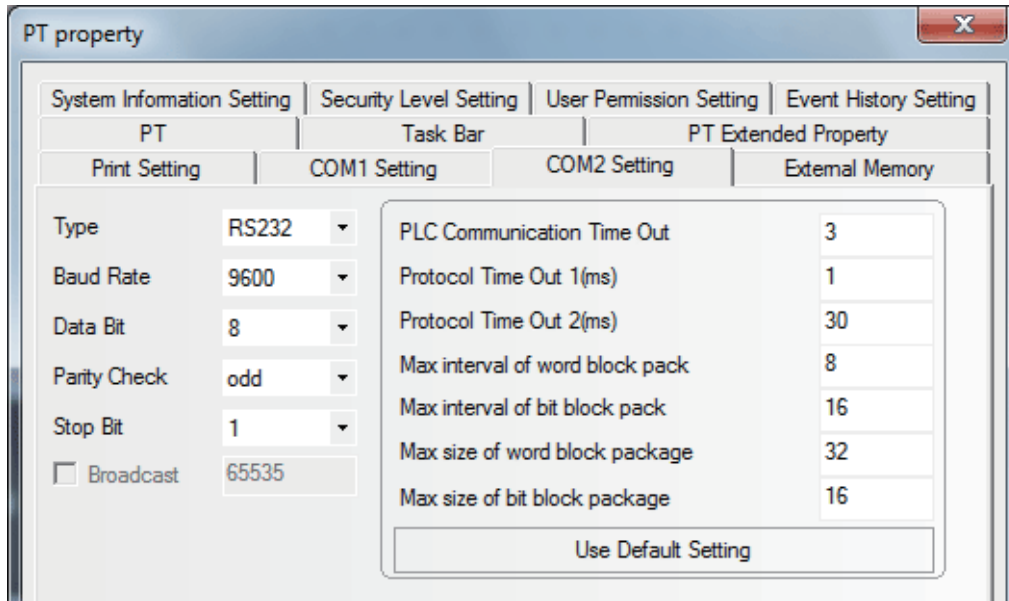 PT property
System Information Setting Security Level Setting User Permission Setting Event History Setting
PT Task Bar PT Extended Property
Print Setting COM1 Setting COM2 Setting External Memory
Type RS232
Baud Rate 9600
Data Bit 8
Parity Check odd
Stop Bit 1
Broadcast 65535
PLC Communication Time Out 3
Protocol Time Out 1(ms) 1
Protocol Time Out 2(ms) 30
Max interval of word block pack 8
Max interval of bit block pack 16
Max size of word block package 32
Max size of bit block package 16
Use Default Setting